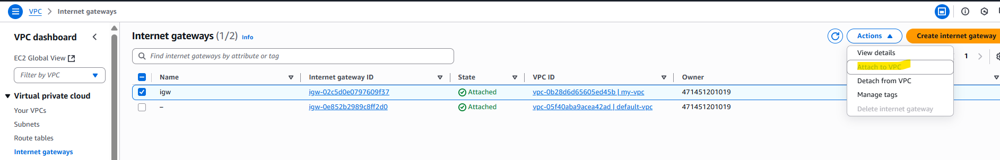 VPC > Internet gateways
VPC dashboard
EC2 Global View
Filter by VPC
Virtual private cloud
Your VPCs
Subnets
Route tables
Internet gateways
Internet gateways (1/2) Info
Actions
Create internet gateway
Find internet gateways by attribute or tag
1
View details
Attach to VPC
Detach from VPC
Manage tags
Delete internet gateway
Name Internet gateway ID State VPC ID Owner
igw igw-02c5d0e0797609f37 Attached vpc-0b28d6d65605ed45b | my-vpc 471451201019
– igw-0e852b2989c8ff2d0 Attached vpc-05f40aba9acea42ad | default-vpc 471451201019